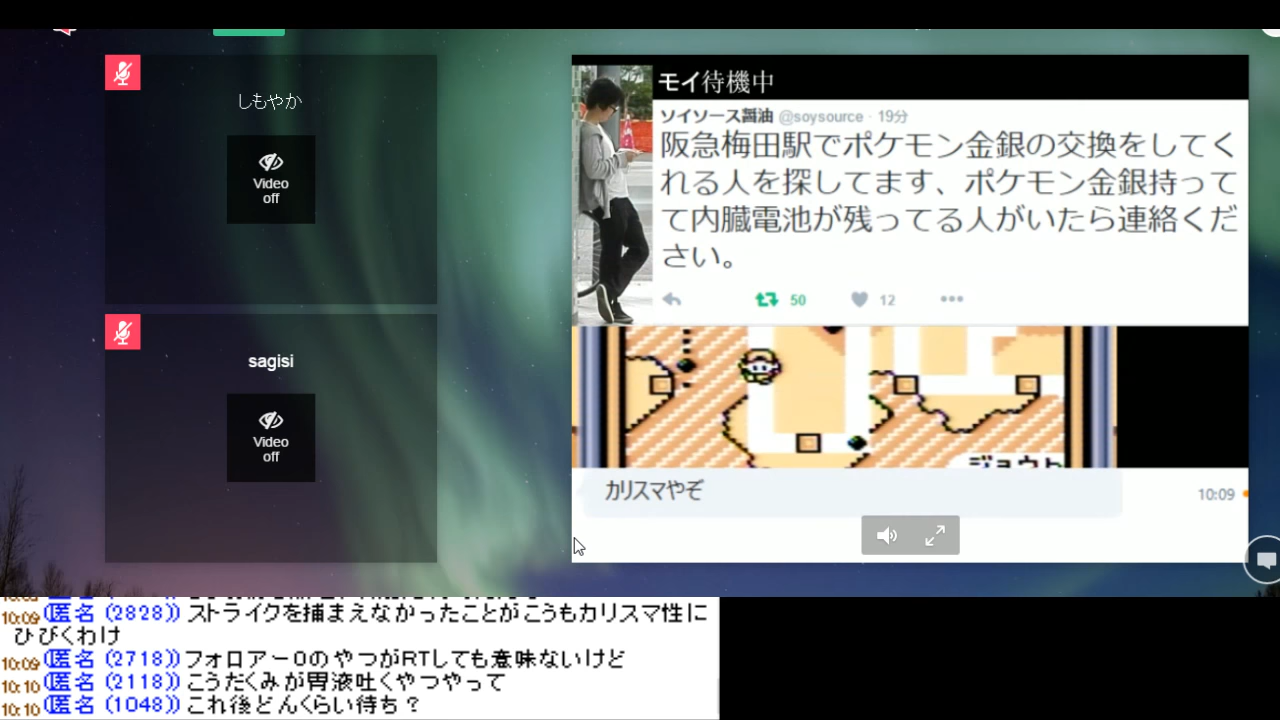 しもやか
Video
off
sagisi
Video
off
モイ待機中
ソイソース醤油 @soysource · 19分
阪急梅田駅でポケモン金銀の交換をしてく
れる人を探してます、ポケモン金銀持って
て内臓電池が残ってる人がいたら連絡くだ
さい。
50
12
ジョウト
カリスマやぞ
10:09
10:09 (匿名 (2828)) ストライクを捕まえなかったことがこうもカリスマ性に
ひびくわけ
10:09 (匿名 (2718)) フォロアー0のやつがRTしても意味ないけど
10:10 (匿名 (2118)) こうだくみが胃液吐くやつやって
10:10 (匿名 (1048)) これ後どんくらい待ち？